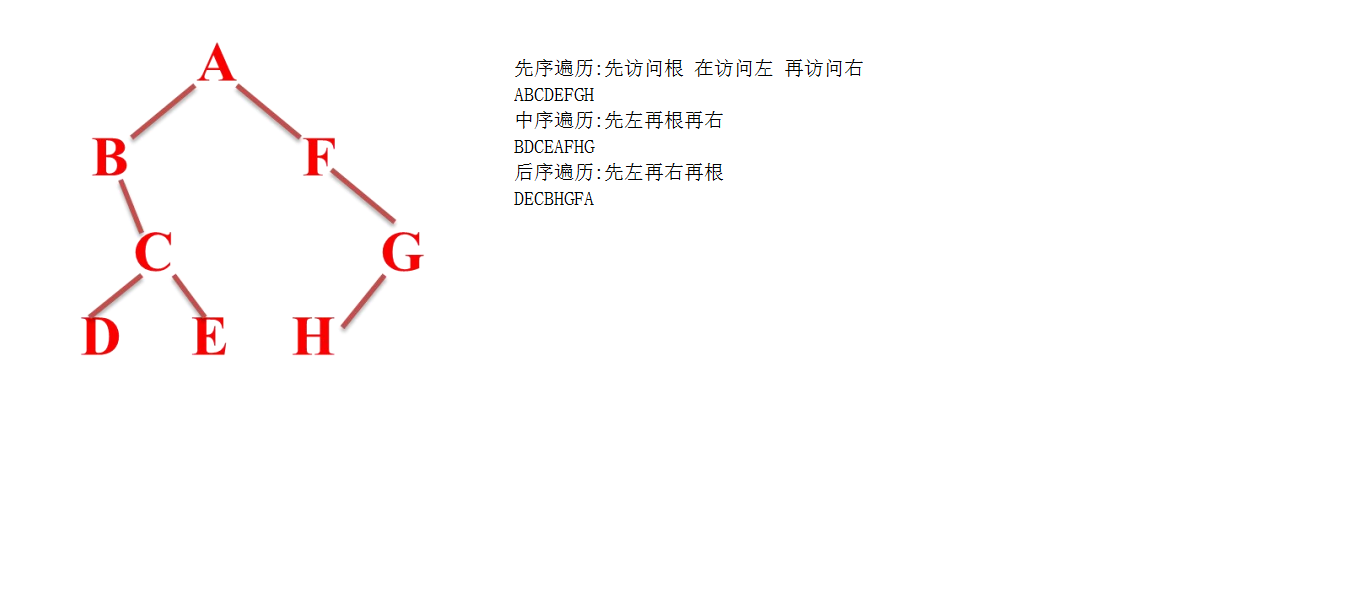 A
B
F
C
G
D
E
H
先序遍历:先访问根 在访问左 再访问右
ABCDEFGH
中序遍历:先左再根再右
BDCEAFHG
后序遍历:先左再右再根
DECBHGFA